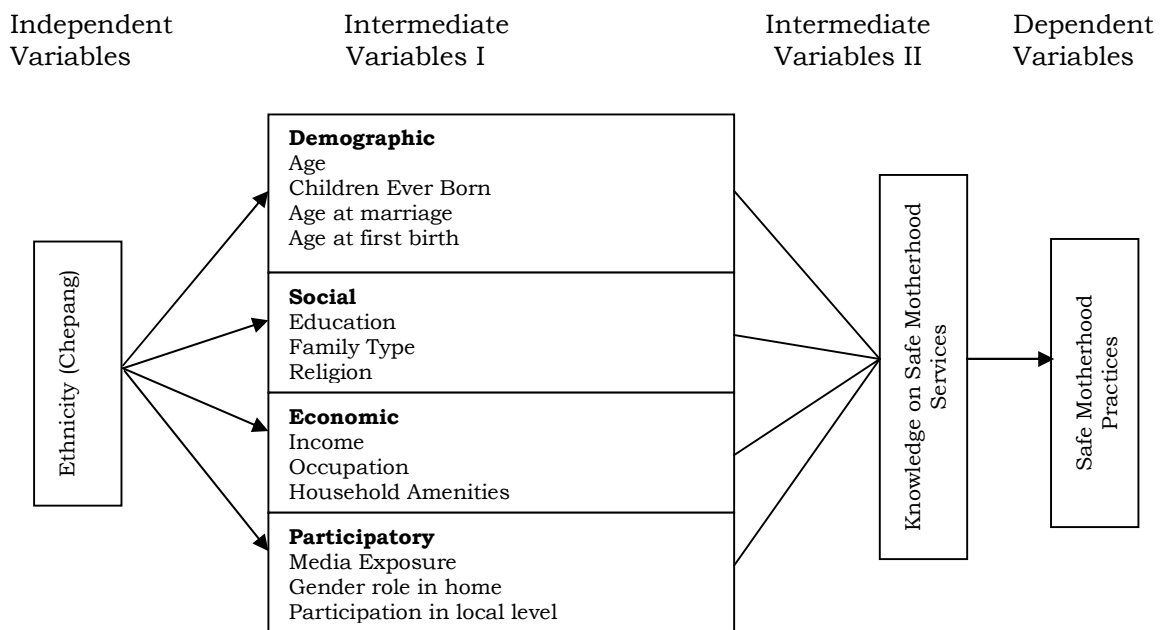 Independent
Variables
Intermediate
Variables I
Intermediate
Variables II
Dependent
Variables
Ethnicity (Chepang)
Demographic
Age
Children Ever Born
Age at marriage
Age at first birth
Social
Education
Family Type
Religion
Economic
Income
Occupation
Household Amenities
Participatory
Media Exposure
Gender role in home
Participation in local level
Knowledge on Safe Motherhood
Services
Safe Motherhood
Practices